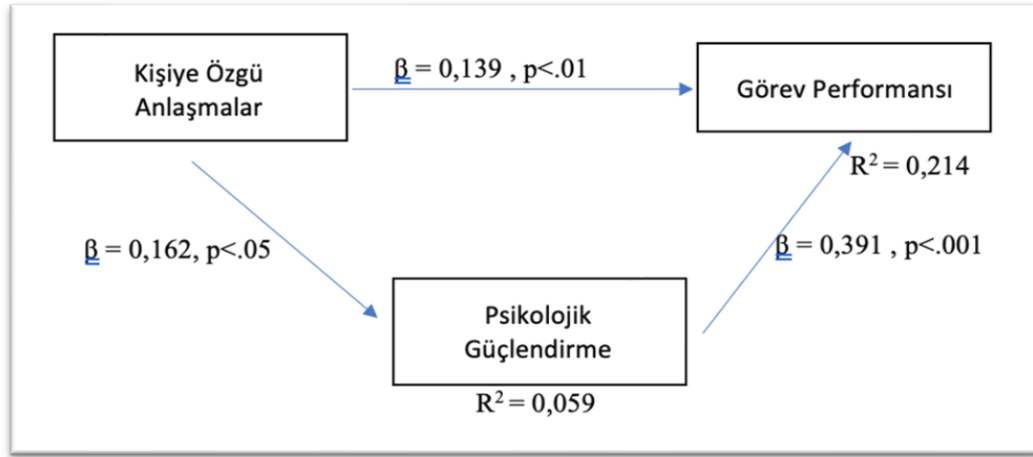 Kişiye Özgü
Anlaşmalar
β = 0,139 , p<.01
Görev Performansı
R² = 0,214
β = 0,162, p<.05
β = 0,391 , p<.001
Psikolojik
Güçlendirme
R² = 0,059